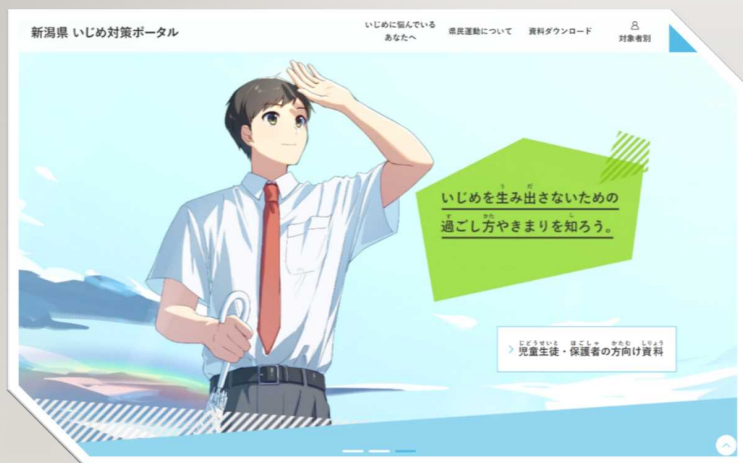 新潟県 いじめ対策ポータル
いじめに悩んでいる
あなたへ
県民運動について
資料ダウンロード
対象者別
いじめを生み出さないための
過ごし方やきまりを知ろう。
児童生徒・保護者の方向け資料